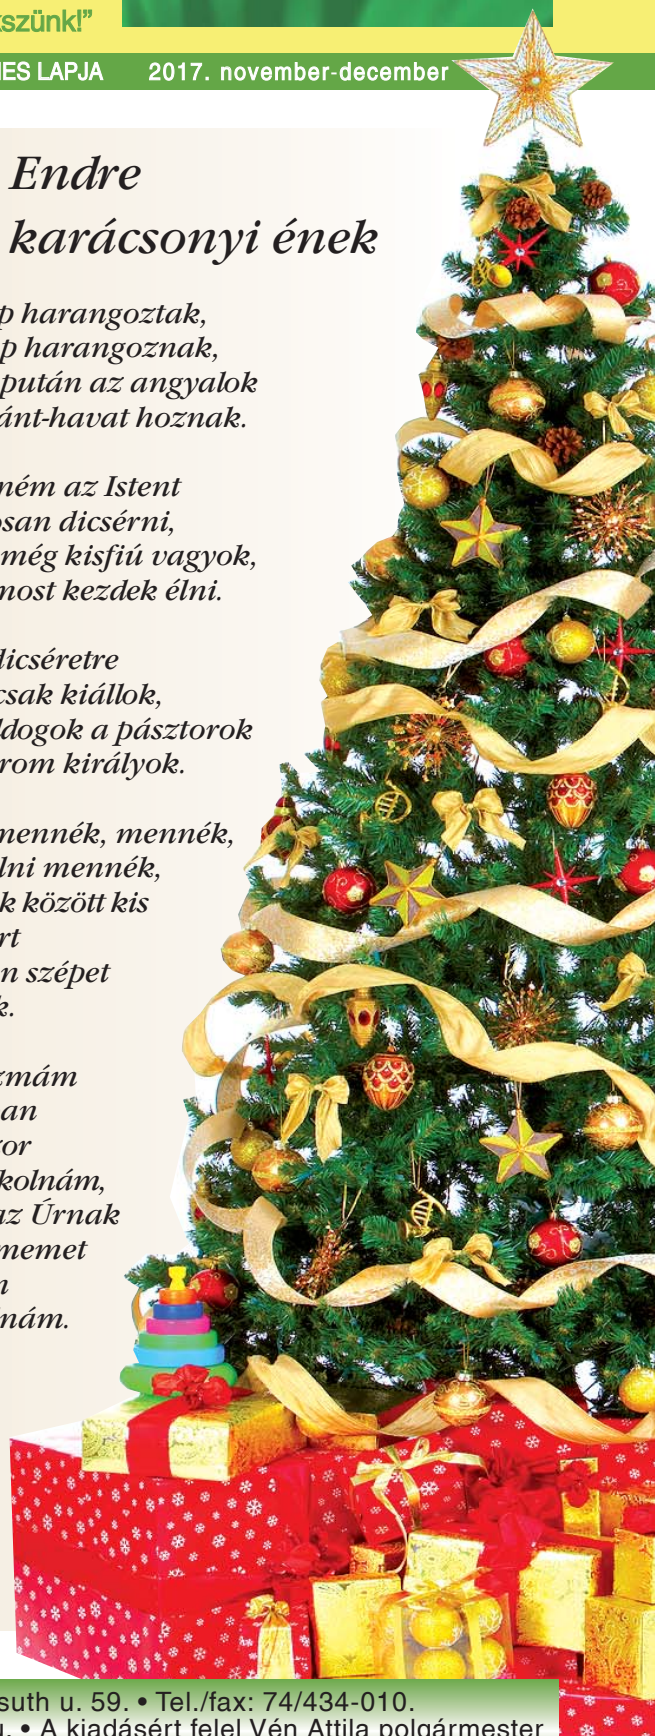 kszünk!”
IES LAPJA 2017. november-december
Endre
karácsonyi ének
p harangoztak,
p harangoznak,
pután az angyalok
ánt-havat hoznak.
ném az Istent
osan dicsérni,
még kisfiú vagyok,
most kezdek élni.
dicséretre
csak kiállok,
ldogok a pásztorok
rom királyok.
mennék, mennék,
lni mennék,
k között kis
rt
n szépet
k.
zmám
an
zor
kolnám,
az Úrnak
memet
n
nám.
suth u. 59. • Tel./fax: 74/434-010.
u. • A kiadásért felel Vén Attila polgármester